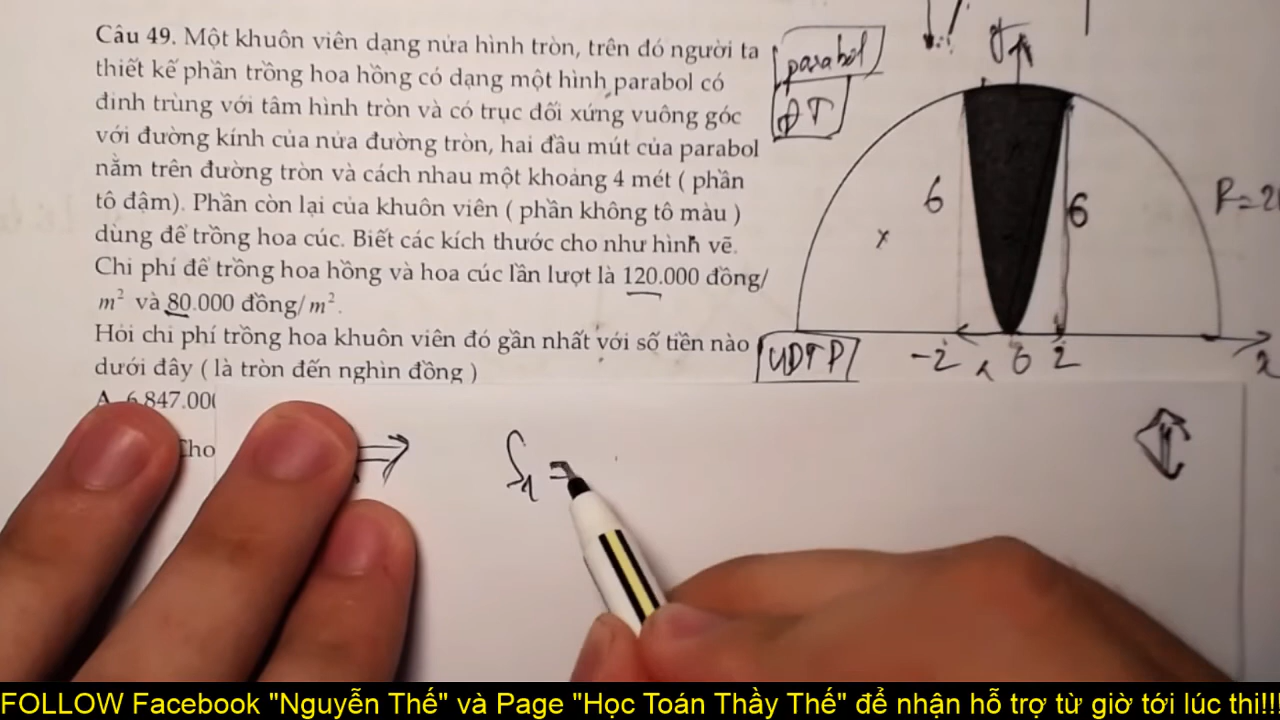 Câu 49. Một khuôn viên dạng nửa hình tròn, trên đó người ta
thiết kế phần trồng hoa hồng có dạng một hình parabol có
đỉnh trùng với tâm hình tròn và có trục đối xứng vuông góc
với đường kính của nửa đường tròn, hai đầu mút của parabol
nằm trên đường tròn và cách nhau một khoảng 4 mét ( phần
tô đậm). Phần còn lại của khuôn viên ( phần không tô màu )
dùng để trồng hoa cúc. Biết các kích thước cho như hình vẽ.
Chi phí để trồng hoa hồng và hoa cúc lần lượt là 120.000 đồng/
m² và 80.000 đồng/m².
Hỏi chi phí trồng hoa khuôn viên đó gần nhất với số tiền nào
dưới đây ( là tròn đến nghìn đồng )
A. 6.847.000
parabol
ĐT
y
6
6
R=2
x
-2
2
x
UDTP
S₁ =
FOLLOW Facebook "Nguyễn Thế" và Page "Học Toán Thầy Thế" để nhận hỗ trợ từ giờ tới lúc thi!!!